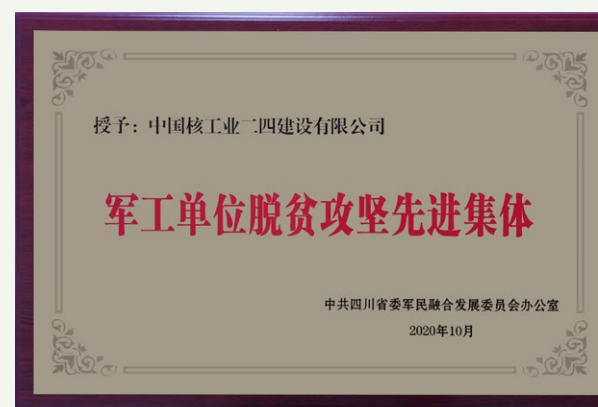 授予：中国核工业二四建设有限公司
军工单位脱贫攻坚先进集体
中共四川省委军民融合发展委员会办公室
2020年10月